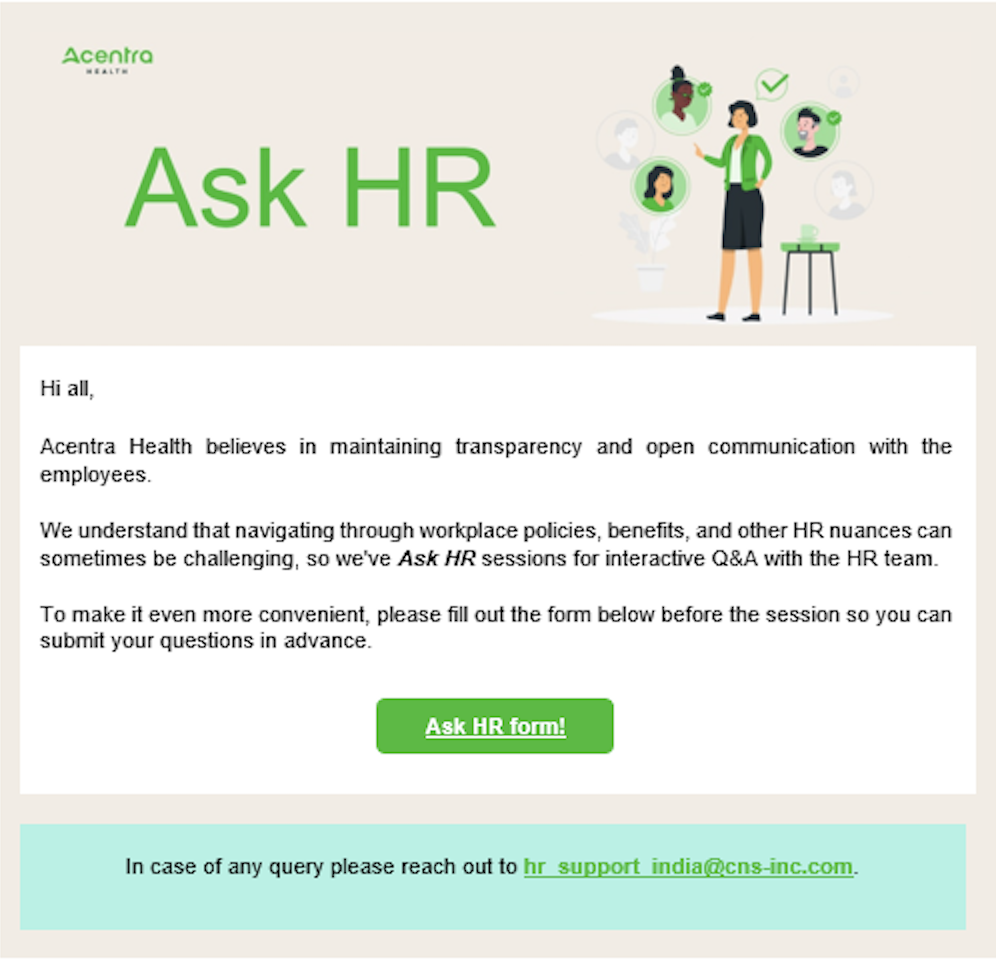 Acentra
HEALTH
Ask HR
Hi all,
Acentra Health believes in maintaining transparency and open communication with the
employees.
We understand that navigating through workplace policies, benefits, and other HR nuances can
sometimes be challenging, so we've Ask HR sessions for interactive Q&A with the HR team.
To make it even more convenient, please fill out the form below before the session so you can
submit your questions in advance.
Ask HR form!
In case of any query please reach out to hr_support_india@cns-inc.com.